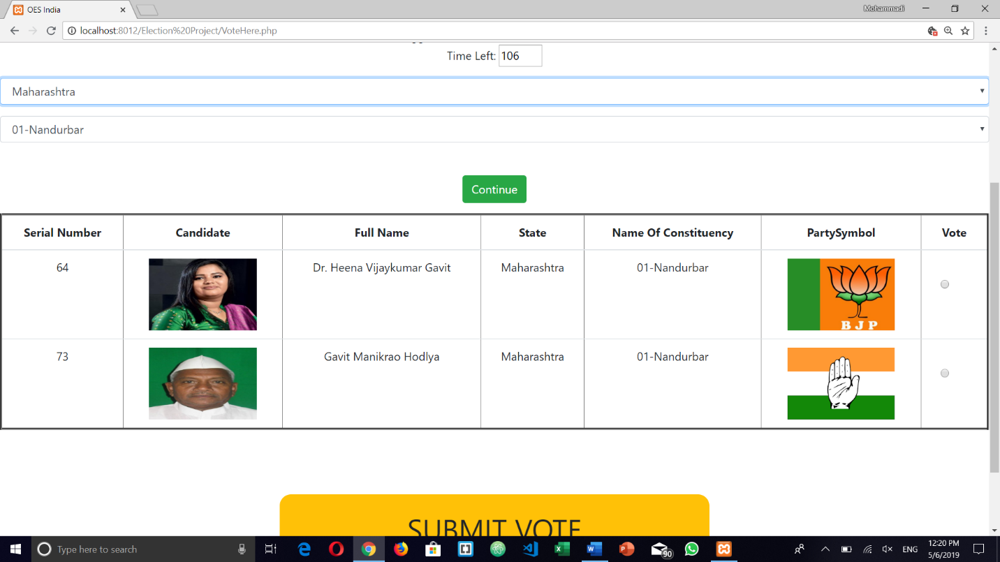 OES India
Mohammadi
localhost:8012/Election%20Project/VoteHere.php
Time Left: 106
Maharashtra
01-Nandurbar
Continue
Serial Number Candidate Full Name State Name Of Constituency PartySymbol Vote
64 Dr. Heena Vijaykumar Gavit Maharashtra 01-Nandurbar
BJP
73 Gavit Manikrao Hodlya Maharashtra 01-Nandurbar
SUBMIT VOTE
Type here to search
90
ENG
12:20 PM
5/6/2019